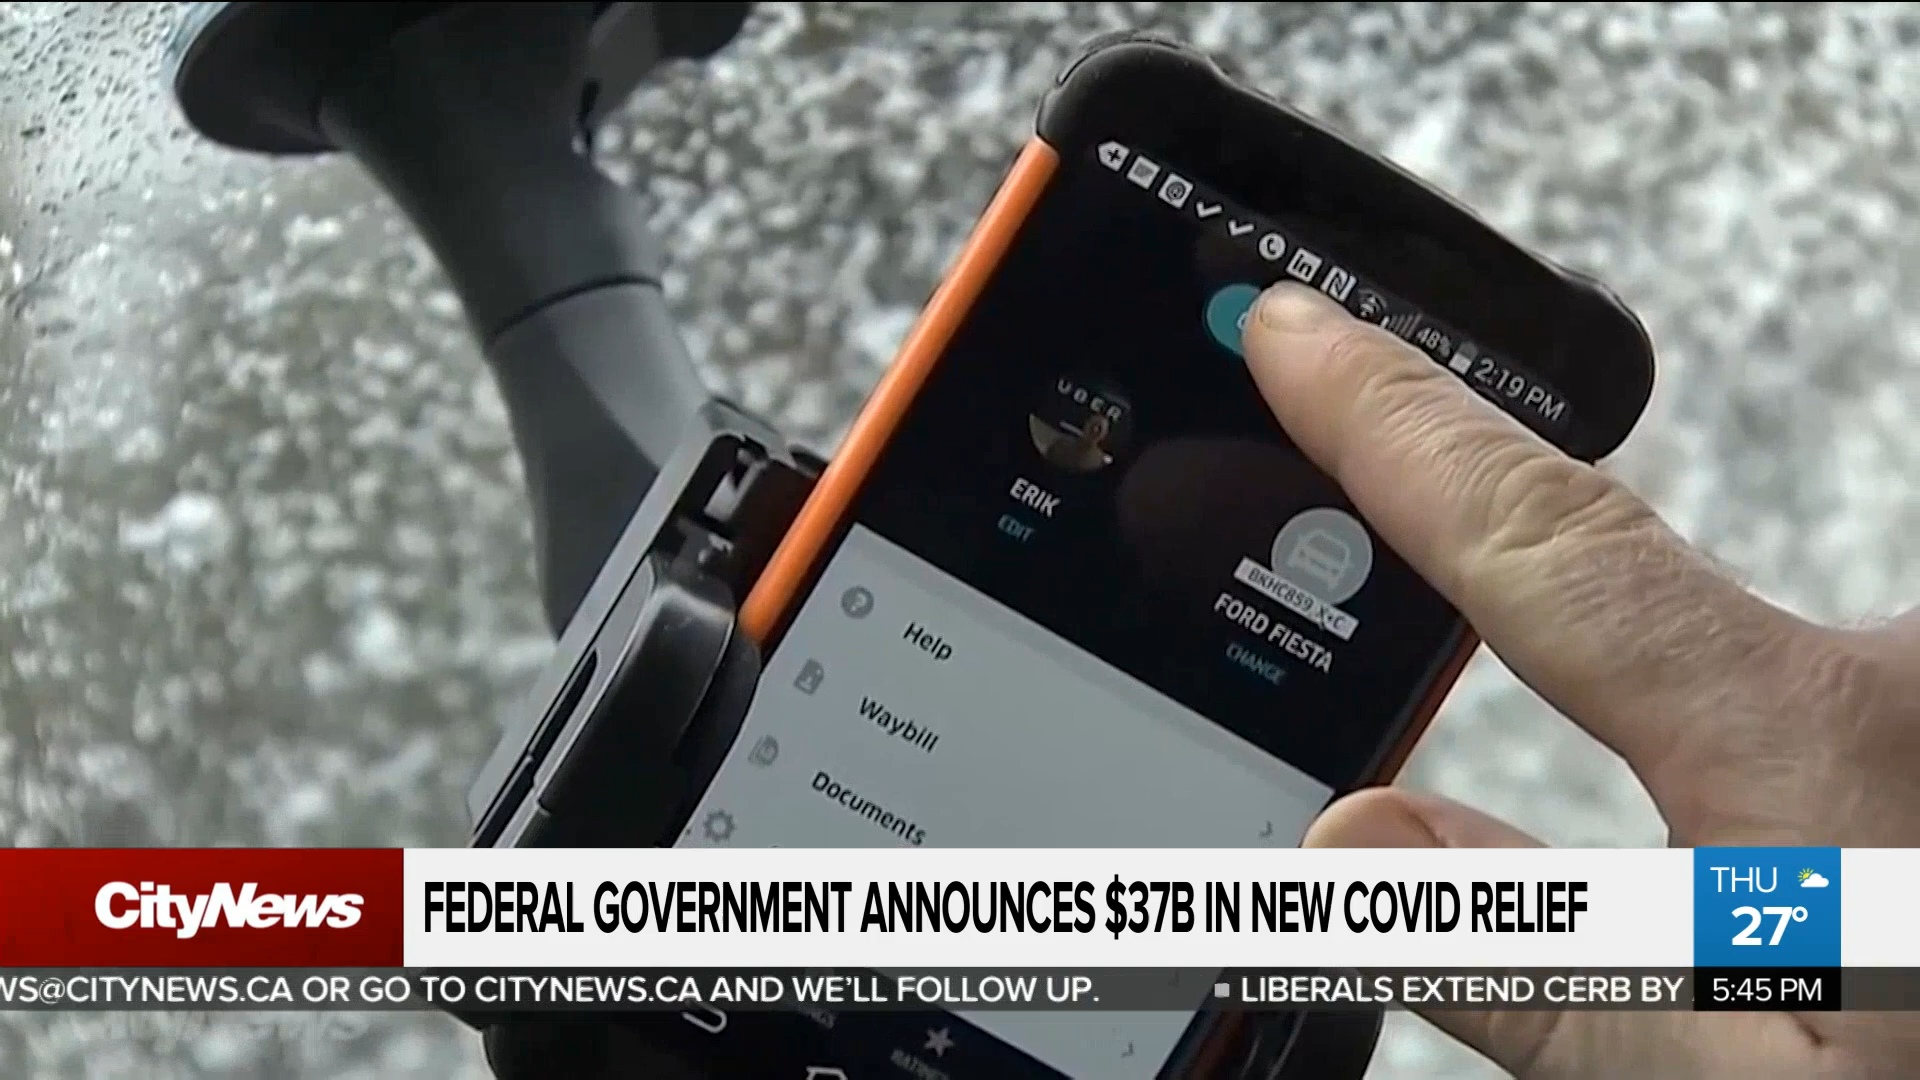 48% 2:19 PM
UBER
ERIK
EDIT
FORD FIESTA
CHANGE
Help
Waybill
Documents
CityNews
FEDERAL GOVERNMENT ANNOUNCES $37B IN NEW COVID RELIEF
THU
27°
WS@CITYNEWS.CA OR GO TO CITYNEWS.CA AND WE'LL FOLLOW UP. LIBERALS EXTEND CERB BY
5:45 PM